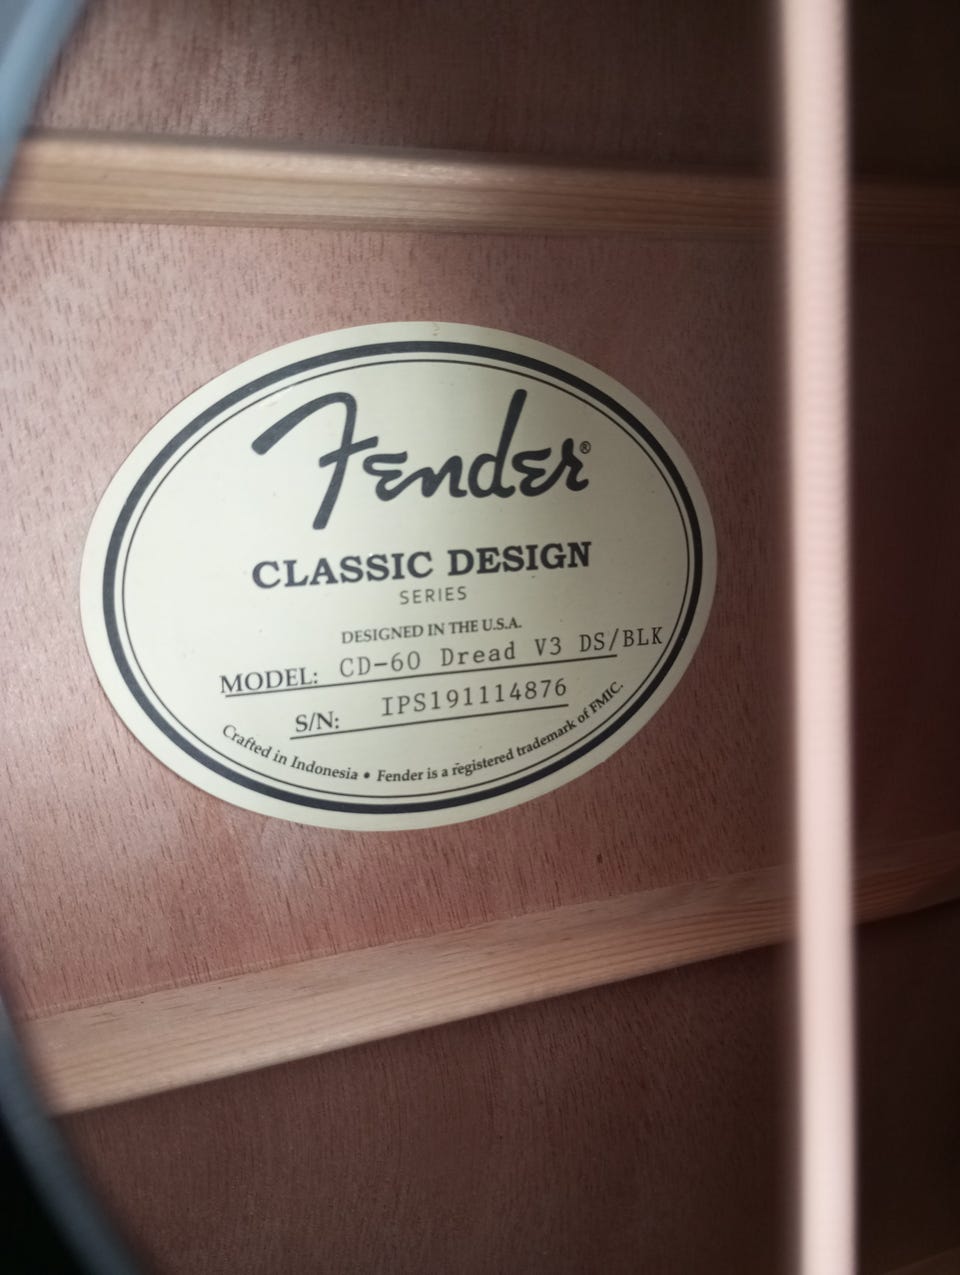 Fender®
CLASSIC DESIGN
SERIES
DESIGNED IN THE U.S.A.
MODEL: CD-60 Dread V3 DS/BLK
S/N: IPS191114876
Crafted in Indonesia • Fender is a registered trademark of FMIC.